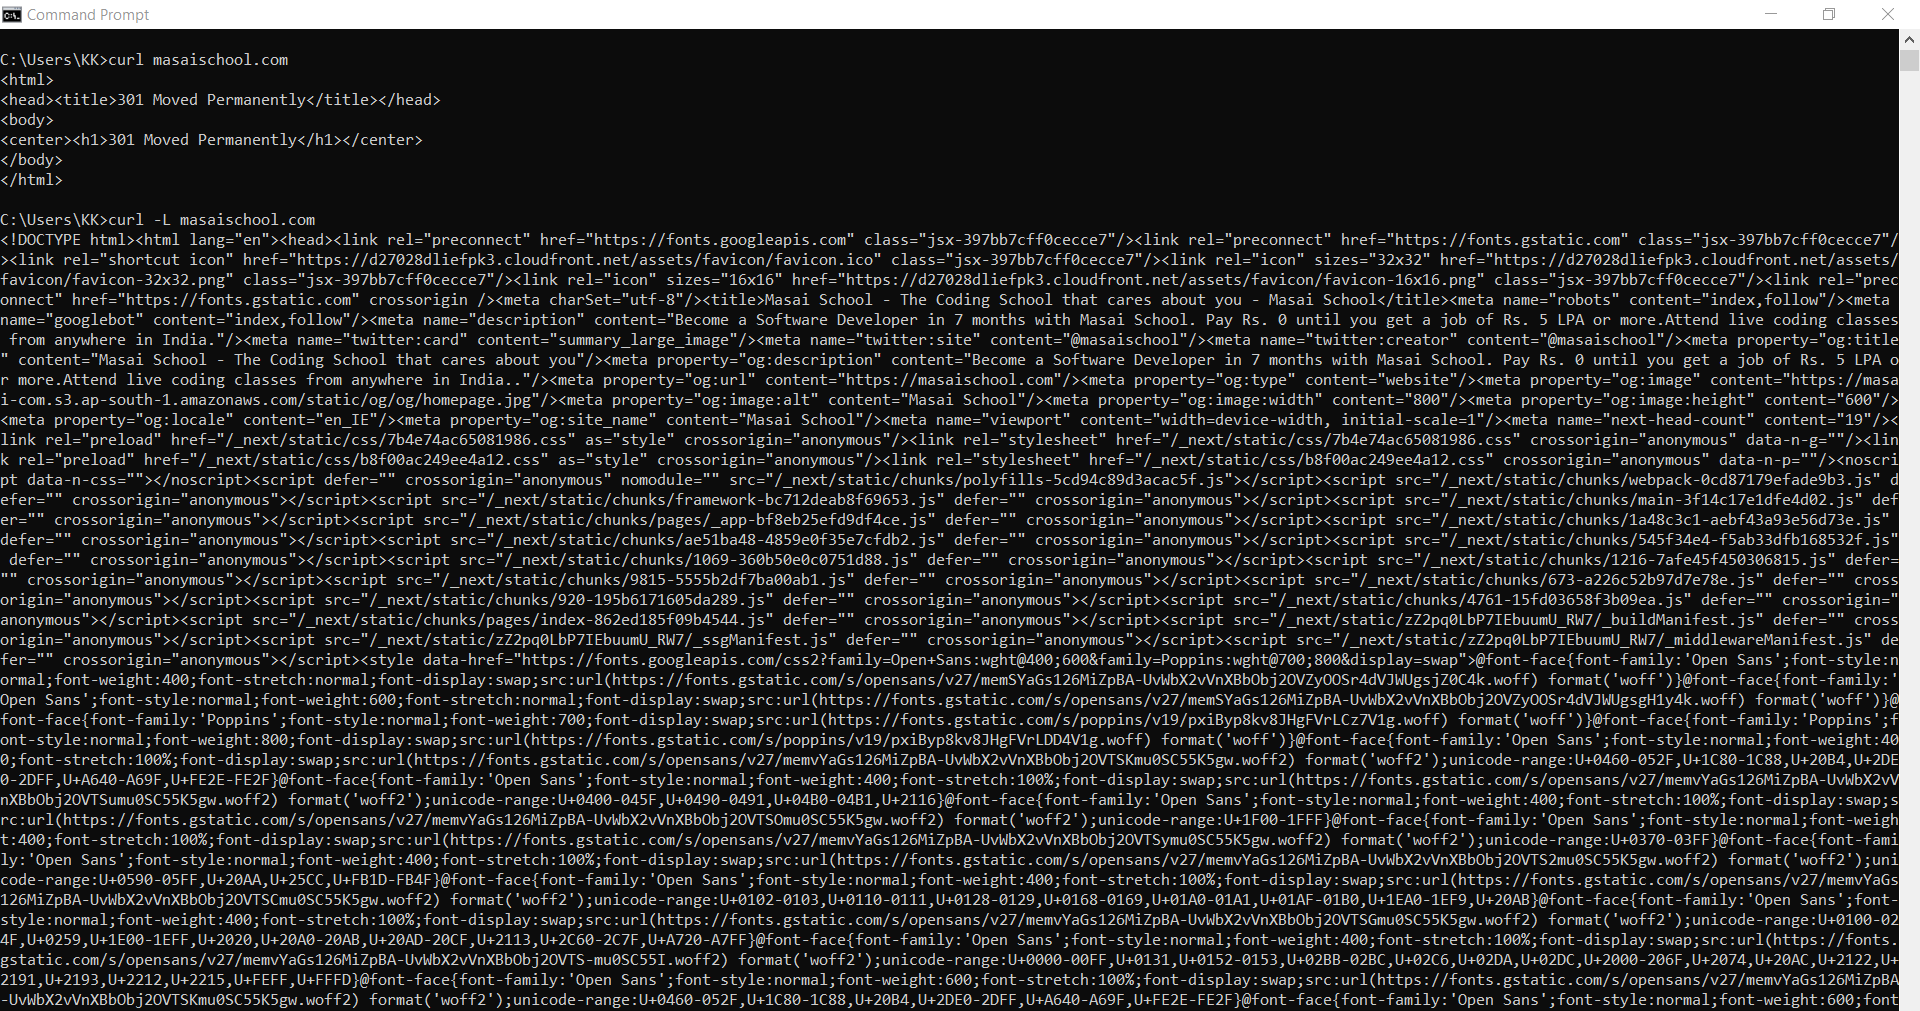 Command Prompt
C:\Users\KK>curl masaischool.com
<html>
<head><title>301 Moved Permanently</title></head>
<body>
<center><h1>301 Moved Permanently</h1></center>
</body>
</html>
C:\Users\KK>curl -L masaischool.com
<!DOCTYPE html><html lang="en"><head><link rel="preconnect" href="https://fonts.googleapis.com" class="jsx-397bb7cff0cecce7"/><link rel="preconnect" href="https://fonts.gstatic.com" class="jsx-397bb7cff0cecce7"/
><link rel="shortcut icon" href="https://d27028dliefpk3.cloudfront.net/assets/favicon/favicon.ico" class="jsx-397bb7cff0cecce7"/><link rel="icon" sizes="32x32" href="https://d27028dliefpk3.cloudfront.net/assets/
favicon/favicon-32x32.png" class="jsx-397bb7cff0cecce7"/><link rel="icon" sizes="16x16" href="https://d27028dliefpk3.cloudfront.net/assets/favicon/favicon-16x16.png" class="jsx-397bb7cff0cecce7"/><link rel="prec
onnect" href="https://fonts.gstatic.com" crossorigin /><meta charSet="utf-8"/><title>Masai School - The Coding School that cares about you - Masai School</title><meta name="robots" content="index,follow"/><meta
name="googlebot" content="index,follow"/><meta name="description" content="Become a Software Developer in 7 months with Masai School. Pay Rs. 0 until you get a job of Rs. 5 LPA or more.Attend live coding classes
 from anywhere in India."/><meta name="twitter:card" content="summary_large_image"/><meta name="twitter:site" content="@masaischool"/><meta name="twitter:creator" content="@masaischool"/><meta property="og:title
" content="Masai School - The Coding School that cares about you"/><meta property="og:description" content="Become a Software Developer in 7 months with Masai School. Pay Rs. 0 until you get a job of Rs. 5 LPA o
r more.Attend live coding classes from anywhere in India.."/><meta property="og:url" content="https://masaischool.com"/><meta property="og:type" content="website"/><meta property="og:image" content="https://masa
i-com.s3.ap-south-1.amazonaws.com/static/og/og/homepage.jpg"/><meta property="og:image:alt" content="Masai School"/><meta property="og:image:width" content="800"/><meta property="og:image:height" content="600"/>
<meta property="og:locale" content="en_IE"/><meta property="og:site_name" content="Masai School"/><meta name="viewport" content="width=device-width, initial-scale=1"/><meta name="next-head-count" content="19"/><
link rel="preload" href="/_next/static/css/7b4e74ac65081986.css" as="style" crossorigin="anonymous"/><link rel="stylesheet" href="/_next/static/css/7b4e74ac65081986.css" crossorigin="anonymous" data-n-g=""/><lin
k rel="preload" href="/_next/static/css/b8f00ac249ee4a12.css" as="style" crossorigin="anonymous"/><link rel="stylesheet" href="/_next/static/css/b8f00ac249ee4a12.css" crossorigin="anonymous" data-n-p=""/><noscri
pt data-n-css=""></noscript><script defer="" crossorigin="anonymous" nomodule="" src="/_next/static/chunks/polyfills-5cd94c89d3acac5f.js"></script><script src="/_next/static/chunks/webpack-0cd87179efade9b3.js" d
efer="" crossorigin="anonymous"></script><script src="/_next/static/chunks/framework-bc712deab8f69653.js" defer="" crossorigin="anonymous"></script><script src="/_next/static/chunks/main-3f14c17e1dfe4d02.js" def
er="" crossorigin="anonymous"></script><script src="/_next/static/chunks/pages/_app-bf8eb25efd9df4ce.js" defer="" crossorigin="anonymous"></script><script src="/_next/static/chunks/1a48c3c1-aebf43a93e56d73e.js"
defer="" crossorigin="anonymous"></script><script src="/_next/static/chunks/ae51ba48-4859e0f35e7cfdb2.js" defer="" crossorigin="anonymous"></script><script src="/_next/static/chunks/545f34e4-f5ab33dfb168532f.js"
 defer="" crossorigin="anonymous"></script><script src="/_next/static/chunks/1069-360b50e0c0751d88.js" defer="" crossorigin="anonymous"></script><script src="/_next/static/chunks/1216-7afe45f450306815.js" defer=
"" crossorigin="anonymous"></script><script src="/_next/static/chunks/9815-5555b2df7ba00ab1.js" defer="" crossorigin="anonymous"></script><script src="/_next/static/chunks/673-a226c52b97d7e78e.js" defer="" cross
origin="anonymous"></script><script src="/_next/static/chunks/920-195b6171605da289.js" defer="" crossorigin="anonymous"></script><script src="/_next/static/chunks/4761-15fd03658f3b09ea.js" defer="" crossorigin="
anonymous"></script><script src="/_next/static/chunks/pages/index-862ed185f09b4544.js" defer="" crossorigin="anonymous"></script><script src="/_next/static/zZ2pq0LbP7IEbuumU_RW7/_buildManifest.js" defer="" cross
origin="anonymous"></script><script src="/_next/static/zZ2pq0LbP7IEbuumU_RW7/_ssgManifest.js" defer="" crossorigin="anonymous"></script><script src="/_next/static/zZ2pq0LbP7IEbuumU_RW7/_middlewareManifest.js" de
fer="" crossorigin="anonymous"></script><style data-href="https://fonts.googleapis.com/css2?family=Open+Sans:wght@400;600&family=Poppins:wght@700;800&display=swap">@font-face{font-family:'Open Sans';font-style:n
ormal;font-weight:400;font-stretch:normal;font-display:swap;src:url(https://fonts.gstatic.com/s/opensans/v27/memSYaGs126MiZpBA-UvWbX2vVnXBbObj2OVZyOOSr4dVJWUgsjZ0C4k.woff) format('woff')}@font-face{font-family:'
Open Sans';font-style:normal;font-weight:600;font-stretch:normal;font-display:swap;src:url(https://fonts.gstatic.com/s/opensans/v27/memSYaGs126MiZpBA-UvWbX2vVnXBbObj2OVZyOOSr4dVJWUgsgH1y4k.woff) format('woff')}@
font-face{font-family:'Poppins';font-style:normal;font-weight:700;font-display:swap;src:url(https://fonts.gstatic.com/s/poppins/v19/pxiByp8kv8JHgFVrLCz7V1g.woff) format('woff')}@font-face{font-family:'Poppins';f
ont-style:normal;font-weight:800;font-display:swap;src:url(https://fonts.gstatic.com/s/poppins/v19/pxiByp8kv8JHgFVrLDD4V1g.woff) format('woff')}@font-face{font-family:'Open Sans';font-style:normal;font-weight:40
0;font-stretch:100%;font-display:swap;src:url(https://fonts.gstatic.com/s/opensans/v27/memvYaGs126MiZpBA-UvWbX2vVnXBbObj2OVTSKmu0SC55K5gw.woff2) format('woff2');unicode-range:U+0460-052F,U+1C80-1C88,U+20B4,U+2DE
0-2DFF,U+A640-A69F,U+FE2E-FE2F}@font-face{font-family:'Open Sans';font-style:normal;font-weight:400;font-stretch:100%;font-display:swap;src:url(https://fonts.gstatic.com/s/opensans/v27/memvYaGs126MiZpBA-UvWbX2vV
nXBbObj2OVTSumu0SC55K5gw.woff2) format('woff2');unicode-range:U+0400-045F,U+0490-0491,U+04B0-04B1,U+2116}@font-face{font-family:'Open Sans';font-style:normal;font-weight:400;font-stretch:100%;font-display:swap;s
rc:url(https://fonts.gstatic.com/s/opensans/v27/memvYaGs126MiZpBA-UvWbX2vVnXBbObj2OVTSOmu0SC55K5gw.woff2) format('woff2');unicode-range:U+1F00-1FFF}@font-face{font-family:'Open Sans';font-style:normal;font-weigh
t:400;font-stretch:100%;font-display:swap;src:url(https://fonts.gstatic.com/s/opensans/v27/memvYaGs126MiZpBA-UvWbX2vVnXBbObj2OVTSymu0SC55K5gw.woff2) format('woff2');unicode-range:U+0370-03FF}@font-face{font-fami
ly:'Open Sans';font-style:normal;font-weight:400;font-stretch:100%;font-display:swap;src:url(https://fonts.gstatic.com/s/opensans/v27/memvYaGs126MiZpBA-UvWbX2vVnXBbObj2OVTS2mu0SC55K5gw.woff2) format('woff2');uni
code-range:U+0590-05FF,U+20AA,U+25CC,U+FB1D-FB4F}@font-face{font-family:'Open Sans';font-style:normal;font-weight:400;font-stretch:100%;font-display:swap;src:url(https://fonts.gstatic.com/s/opensans/v27/memvYaGs
126MiZpBA-UvWbX2vVnXBbObj2OVTSCmu0SC55K5gw.woff2) format('woff2');unicode-range:U+0102-0103,U+0110-0111,U+0128-0129,U+0168-0169,U+01A0-01A1,U+01AF-01B0,U+1EA0-1EF9,U+20AB}@font-face{font-family:'Open Sans';font-
style:normal;font-weight:400;font-stretch:100%;font-display:swap;src:url(https://fonts.gstatic.com/s/opensans/v27/memvYaGs126MiZpBA-UvWbX2vVnXBbObj2OVTSGmu0SC55K5gw.woff2) format('woff2');unicode-range:U+0100-02
4F,U+0259,U+1E00-1EFF,U+2020,U+20A0-20AB,U+20AD-20CF,U+2113,U+2C60-2C7F,U+A720-A7FF}@font-face{font-family:'Open Sans';font-style:normal;font-weight:400;font-stretch:100%;font-display:swap;src:url(https://fonts.
gstatic.com/s/opensans/v27/memvYaGs126MiZpBA-UvWbX2vVnXBbObj2OVTS-mu0SC55I.woff2) format('woff2');unicode-range:U+0000-00FF,U+0131,U+0152-0153,U+02BB-02BC,U+02C6,U+02DA,U+02DC,U+2000-206F,U+2074,U+20AC,U+2122,U+
2191,U+2193,U+2212,U+2215,U+FEFF,U+FFFD}@font-face{font-family:'Open Sans';font-style:normal;font-weight:600;font-stretch:100%;font-display:swap;src:url(https://fonts.gstatic.com/s/opensans/v27/memvYaGs126MiZpBA
-UvWbX2vVnXBbObj2OVTSKmu0SC55K5gw.woff2) format('woff2');unicode-range:U+0460-052F,U+1C80-1C88,U+20B4,U+2DE0-2DFF,U+A640-A69F,U+FE2E-FE2F}@font-face{font-family:'Open Sans';font-style:normal;font-weight:600;font